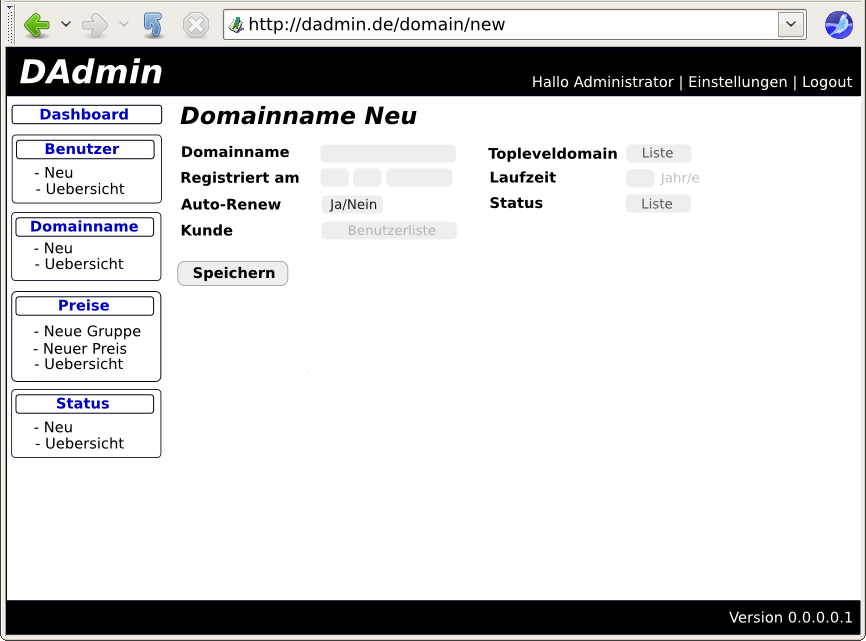 http://dadmin.de/domain/new
DAdmin
Hallo Administrator | Einstellungen | Logout
Dashboard
Benutzer
- Neu
- Uebersicht
Domainname
- Neu
- Uebersicht
Preise
- Neue Gruppe
- Neuer Preis
- Uebersicht
Status
- Neu
- Uebersicht
Domainname Neu
Domainname
Topleveldomain Liste
Registriert am
Laufzeit Jahr/e
Auto-Renew Ja/Nein
Status Liste
Kunde Benutzerliste
Speichern
Version 0.0.0.0.1